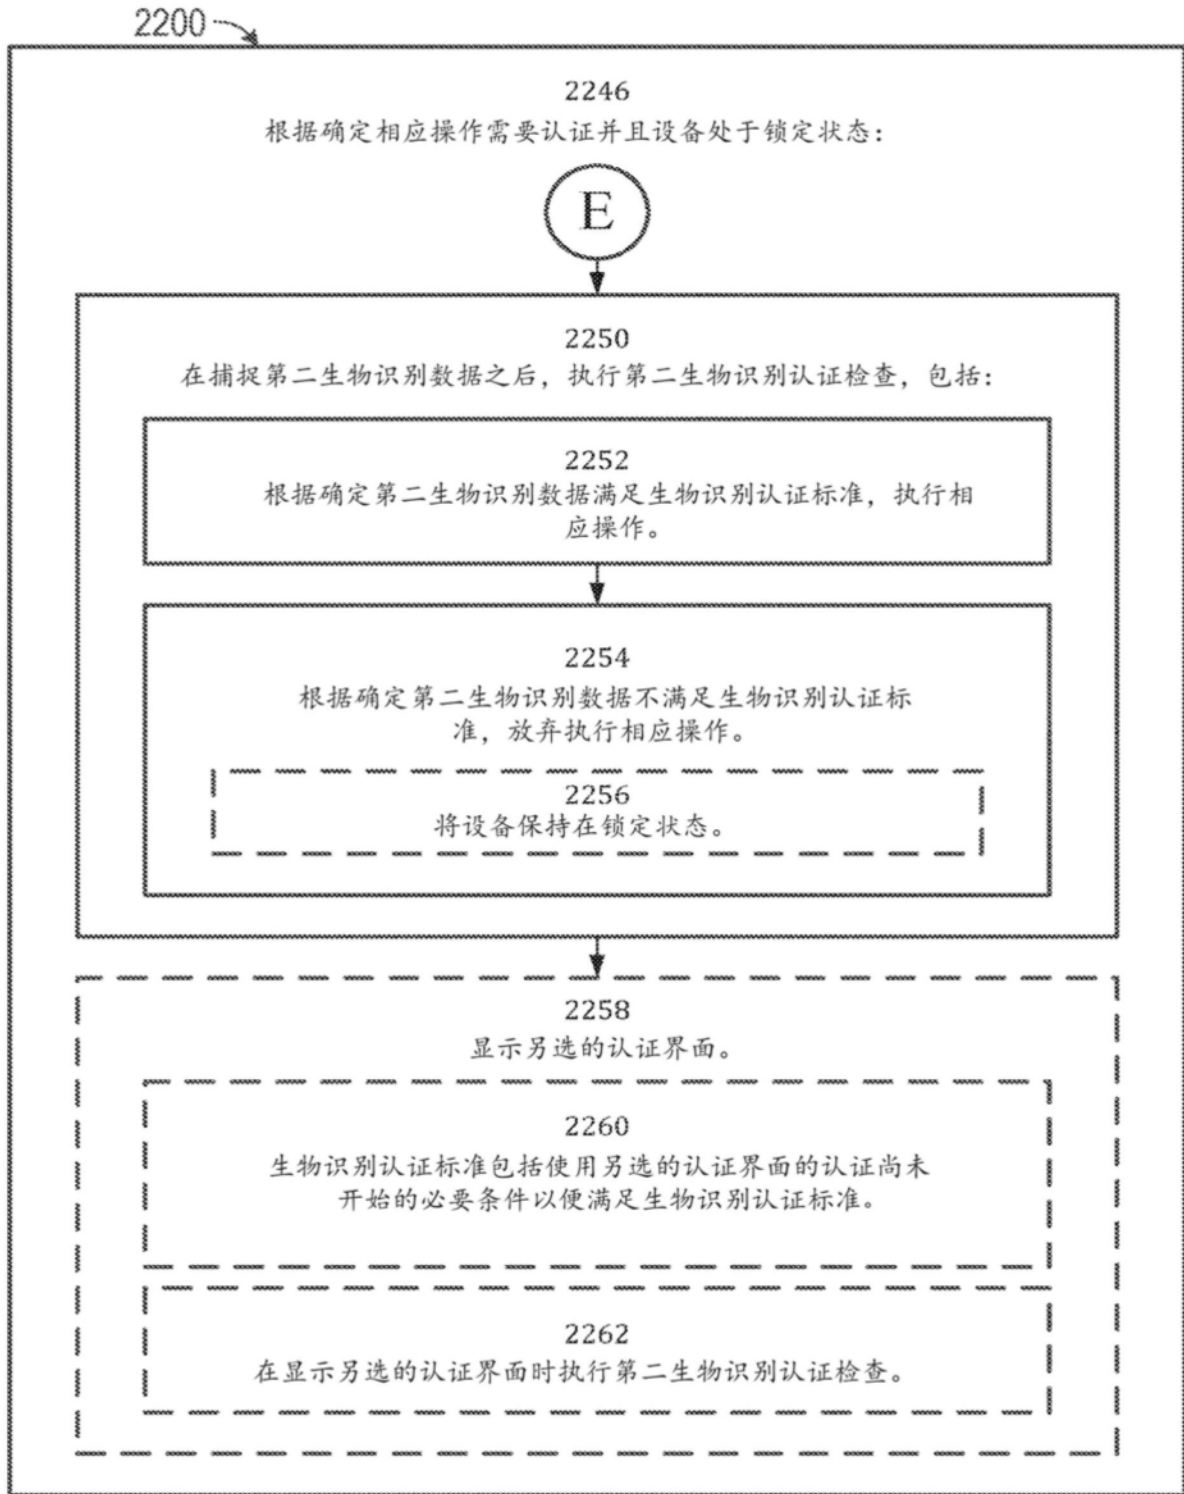 2200
2246
根据确定相应操作需要认证并且设备处于锁定状态：
E
2250
在捕捉第二生物识别数据之后，执行第二生物识别认证检查，包括：
2252
根据确定第二生物识别数据满足生物识别认证标准，执行相
应操作。
2254
根据确定第二生物识别数据不满足生物识别认证标
准，放弃执行相应操作。
2256
将设备保持在锁定状态。
2258
显示另选的认证界面。
2260
生物识别认证标准包括使用另选的认证界面的认证尚未
开始的必要条件以便满足生物识别认证标准。
2262
在显示另选的认证界面时执行第二生物识别认证检查。